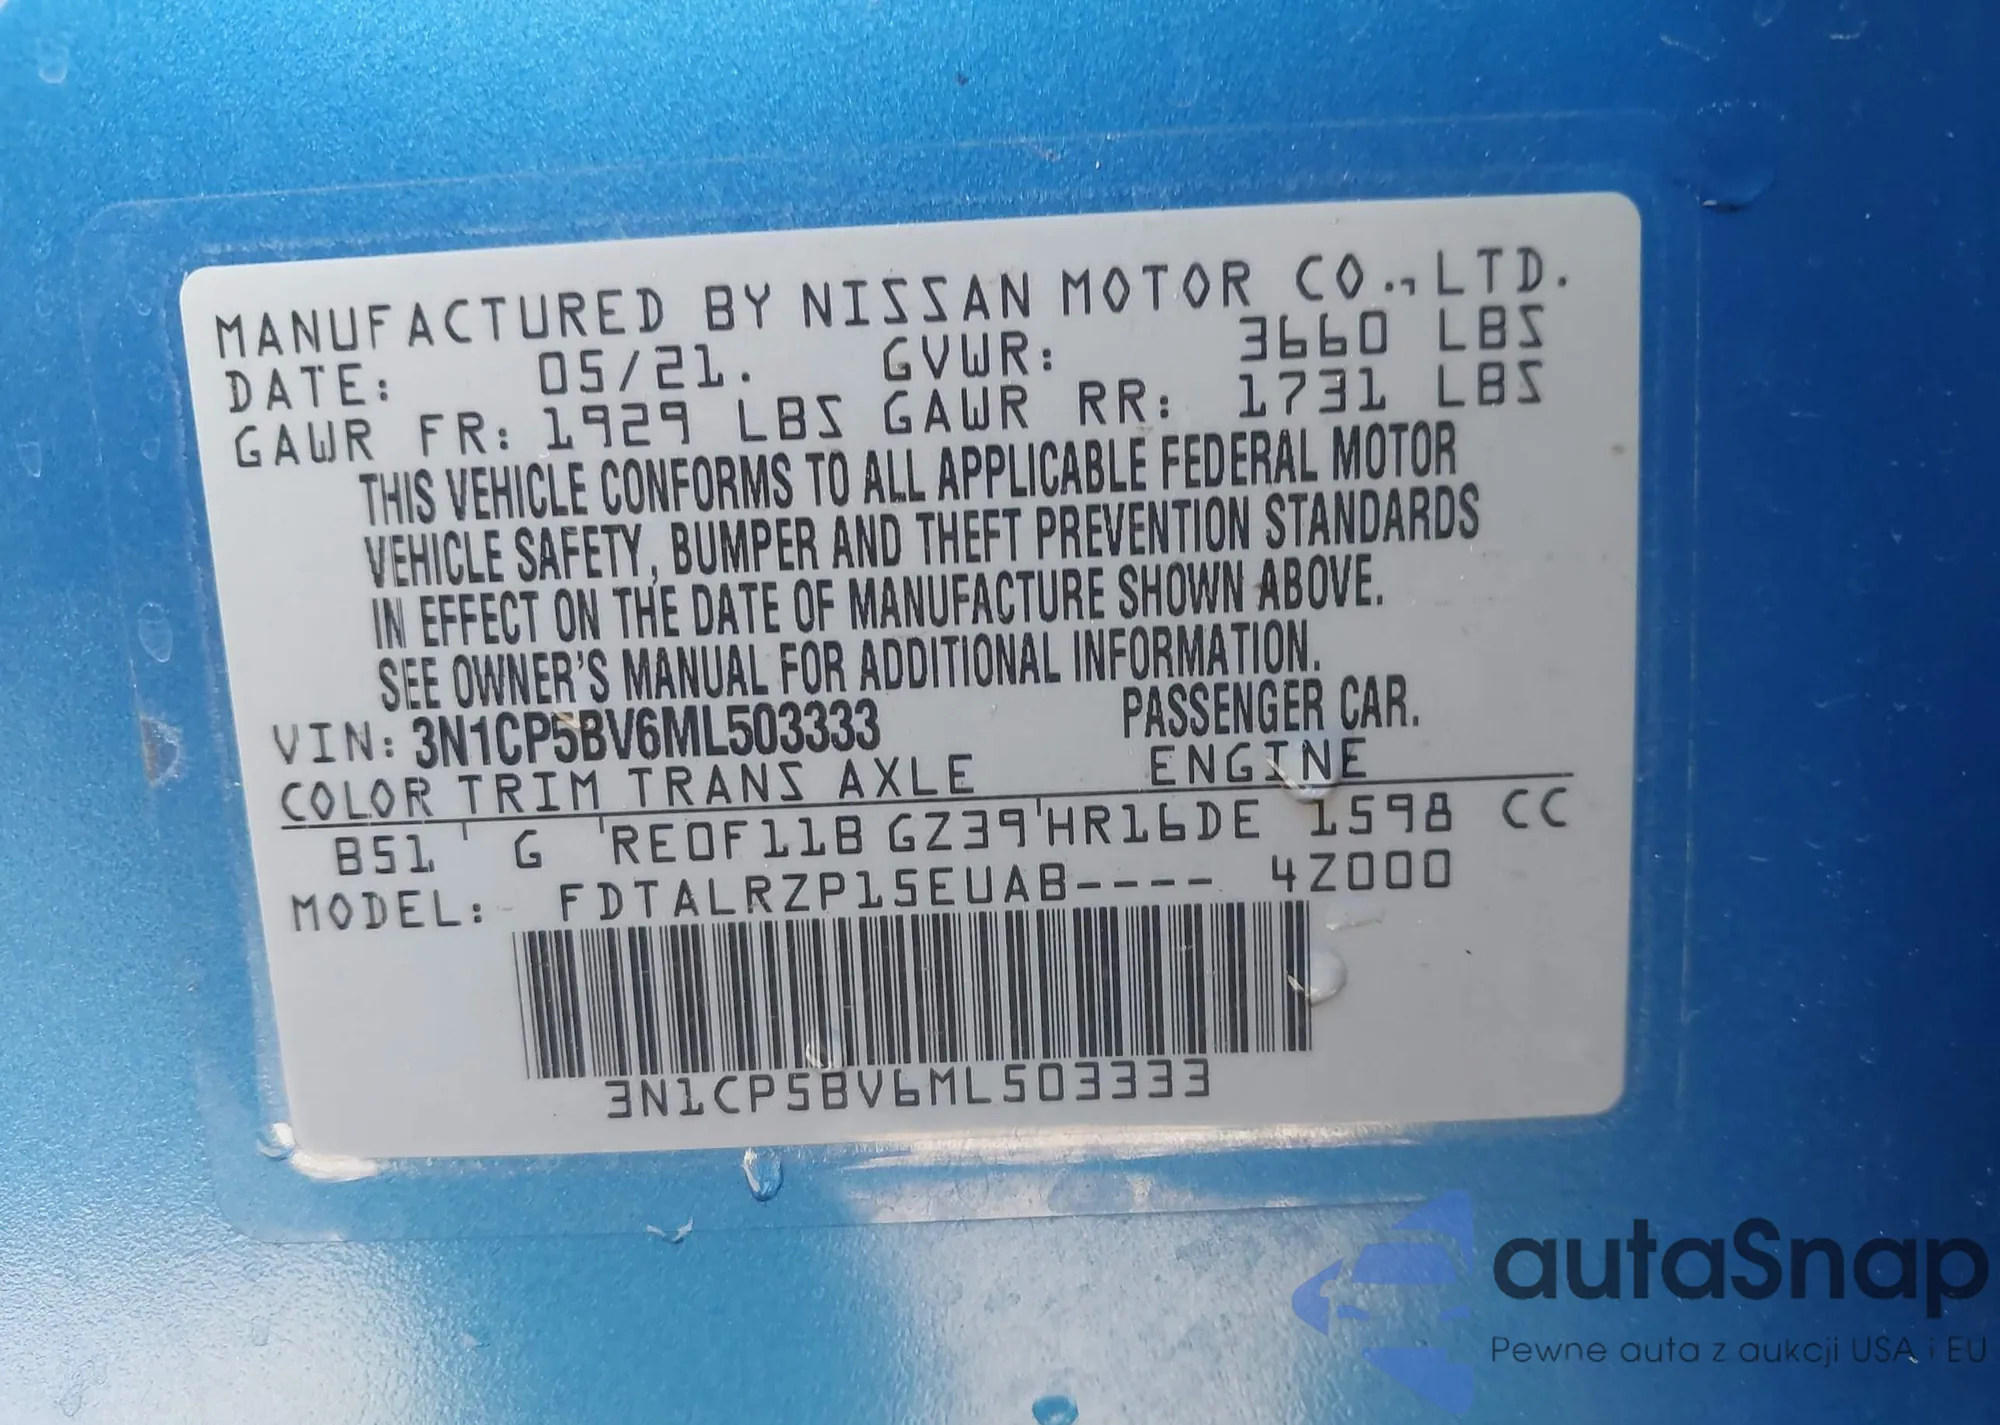 MANUFACTURED BY NISSAN MOTOR CO., LTD.
DATE: 05/21. GVWR: 3660 LBS
GAWR FR: 1929 LBS GAWR RR: 1731 LBS
THIS VEHICLE CONFORMS TO ALL APPLICABLE FEDERAL MOTOR
VEHICLE SAFETY, BUMPER AND THEFT PREVENTION STANDARDS
IN EFFECT ON THE DATE OF MANUFACTURE SHOWN ABOVE.
SEE OWNER'S MANUAL FOR ADDITIONAL INFORMATION.
VIN: 3N1CP5BV6ML503333 PASSENGER CAR.
COLOR TRIM TRANS AXLE ENGINE
B51 ' G 'RE0F11B GZ39'HR16DE 1598 CC
MODEL: FDTALRZP15EUAB---- 4Z000
3N1CP5BV6ML503333
autaSnap
Pewne auta z aukcji USA i EU